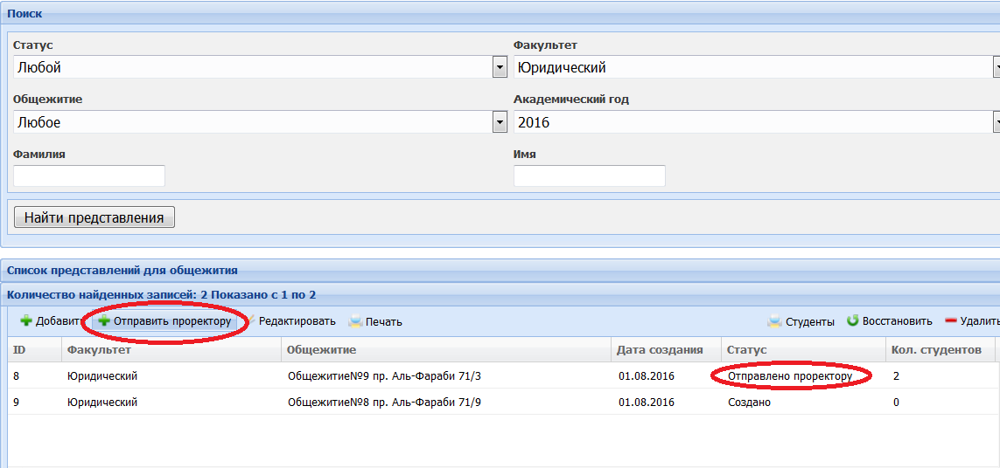 Поиск
Статус Факультет
Любой Юридический
Общежитие Академический год
Любое 2016
Фамилия Имя
Найти представления
Список представлений для общежития
Количество найденных записей: 2 Показано с 1 по 2
Добавить Отправить проректору Редактировать Печать Студенты Восстановить Удалить
ID Факультет Общежитие Дата создания Статус Кол. студентов
8 Юридический Общежитие№9 пр. Аль-Фараби 71/3 01.08.2016 Отправлено проректору 2
9 Юридический Общежитие№8 пр. Аль-Фараби 71/9 01.08.2016 Создано 0